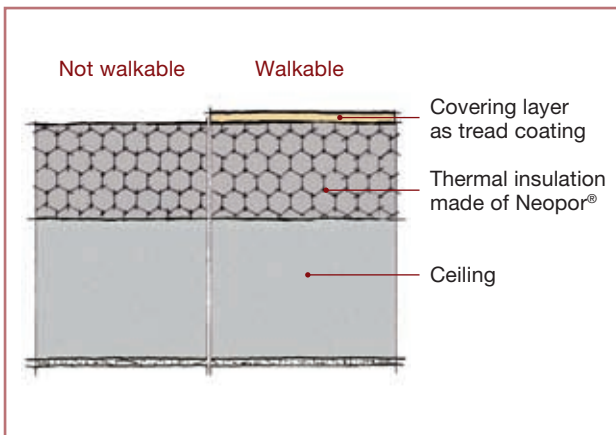 Not walkable
Walkable
Covering layer
as tread coating
Thermal insulation
made of Neopor®
Ceiling